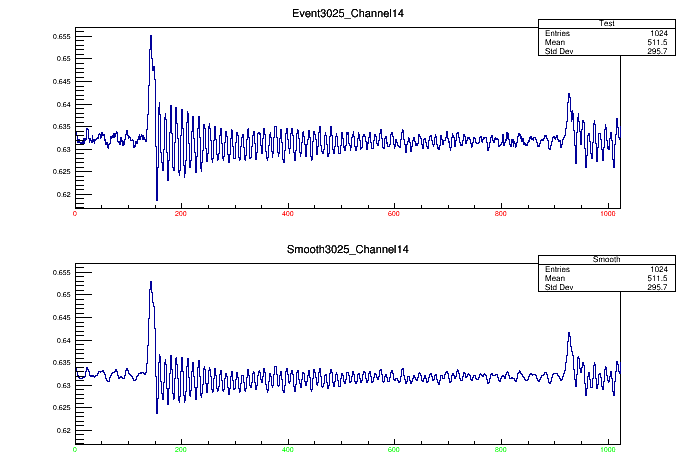 Event3025_Channel14
Test
Entries 1024
Mean 511.5
Std Dev 295.7
0.655
0.65
0.645
0.64
0.635
0.63
0.625
0.62
0 200 400 600 800 1000
Smooth3025_Channel14
Smooth
Entries 1024
Mean 511.5
Std Dev 295.7
0.655
0.65
0.645
0.64
0.635
0.63
0.625
0.62
0 200 400 600 800 1000